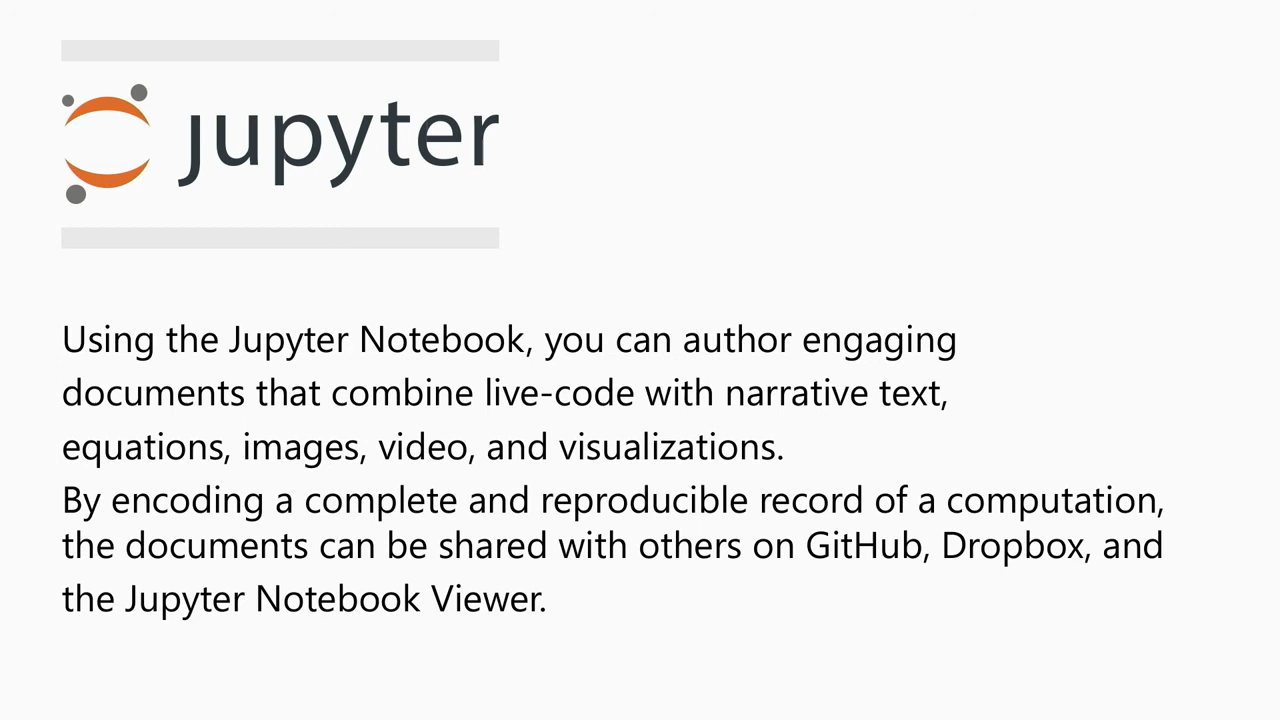 jupyter
Using the Jupyter Notebook, you can author engaging
documents that combine live-code with narrative text,
equations, images, video, and visualizations.
By encoding a complete and reproducible record of a computation,
the documents can be shared with others on GitHub, Dropbox, and
the Jupyter Notebook Viewer.